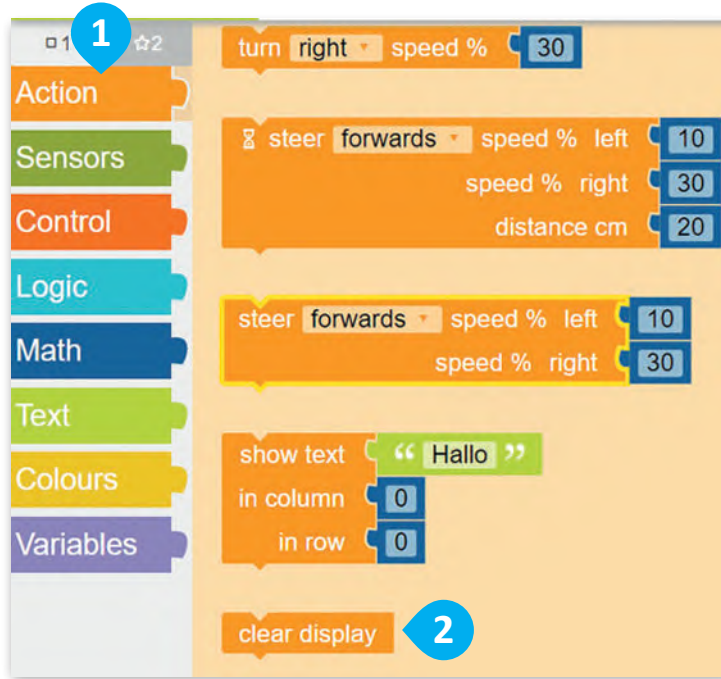 1
1 ☆2
Action
Sensors
Control
Logic
Math
Text
Colours
Variables
turn right speed % 30
steer forwards speed % left 10
speed % right 30
distance cm 20
steer forwards speed % left 10
speed % right 30
show text “ Hallo ”
in column 0
in row 0
clear display 2